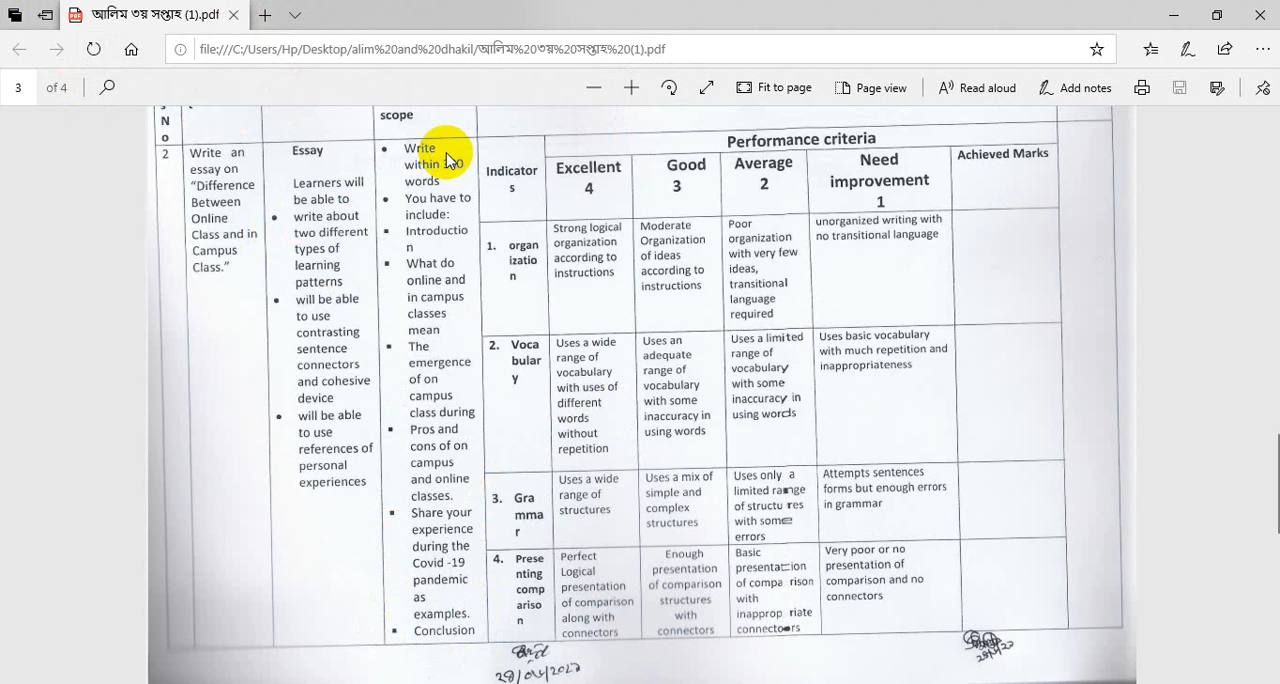 আলিম ৩য় সপ্তাহ (1).pdf
file:///C:/Users/Hp/Desktop/alim%20and%20dhakil/আলিম%20৩য়%20সপ্তাহ%20(1).pdf
3 of 4
Fit to page
Page view
Read aloud
Add notes
N
o
scope
2
Write an
essay on
"Difference
Between
Online
Class and in
Campus
Class."
Essay
Learners will
be able to
• write about
two different
types of
learning
patterns
• will be able
to use
contrasting
sentence
connectors
and cohesive
device
• will be able
to use
references of
personal
experiences
• Write
within
words
• You have to
include:
▪ Introductio
n
▪ What do
online and
in campus
classes
mean
▪ The
emergence
of on
campus
class during
▪ Pros and
cons of on
campus
and online
classes.
▪ Share your
experience
during the
Covid -19
pandemic
as
examples.
▪ Conclusion
Indicator
s
Performance criteria
Excellent
4
Good
3
Average
2
Need
improvement
1
Achieved Marks
1. organ
izatio
n
Strong logical
organization
according to
instructions
Moderate
Organization
of ideas
according to
instructions
Poor
organization
with very few
ideas,
transitional
language
required
unorganized writing with
no transitional language
2. Voca
bular
y
Uses a wide
range of
vocabulary
with uses of
different
words
without
repetition
Uses an
adequate
range of
vocabulary
with some
inaccuracy in
using words
Uses a limited
range of
vocabulary
with some
inaccuracy in
using words
Uses basic vocabulary
with much repetition and
inappropriateness
3. Gra
mma
r
Uses a wide
range of
structures
Uses a mix of
simple and
complex
structures
Uses only a
limited range
of structures
with some
errors
Attempts sentences
forms but enough errors
in grammar
4. Prese
nting
comp
ariso
n
Perfect
Logical
presentation
of comparison
along with
connectors
Enough
presentation
of comparison
structures
with
connectors
Basic
presentation
of comparison
with
inappropriate
connectors
Very poor or no
presentation of
comparison and no
connectors